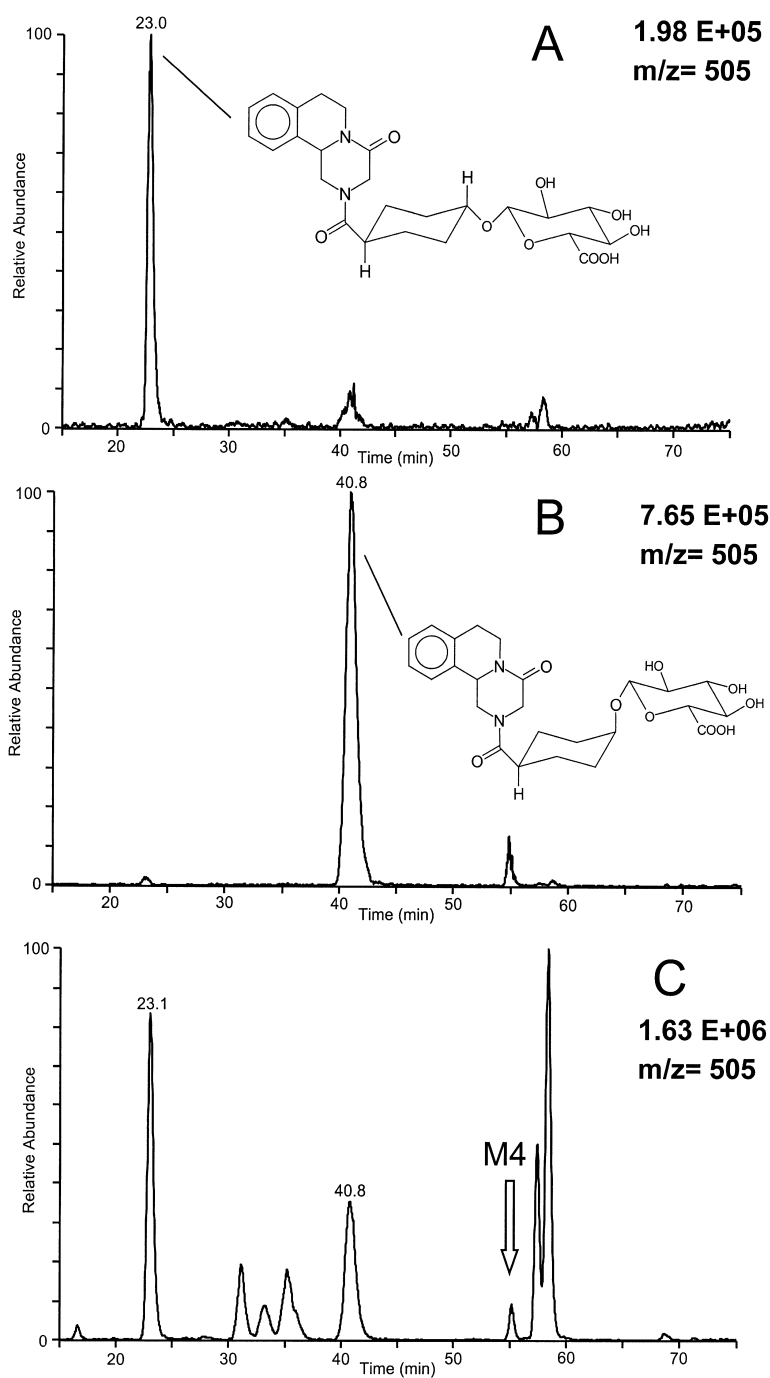 23.0
100
A
1.98 E+05
m/z= 505
N
O
N
O
H
H
O
O
OH
OH
OH
COOH
Relative Abundance
0
20 30 40 50 60 70
Time (min)
40.8
100
B
7.65 E+05
m/z= 505
N
O
N
O
H
O
O
HO
OH
OH
COOH
Relative Abundance
0
20 30 40 50 60 70
Time (min)
100
C
1.63 E+06
m/z= 505
23.1
40.8
M4
Relative Abundance
0
20 30 40 50 60 70
Time (min)